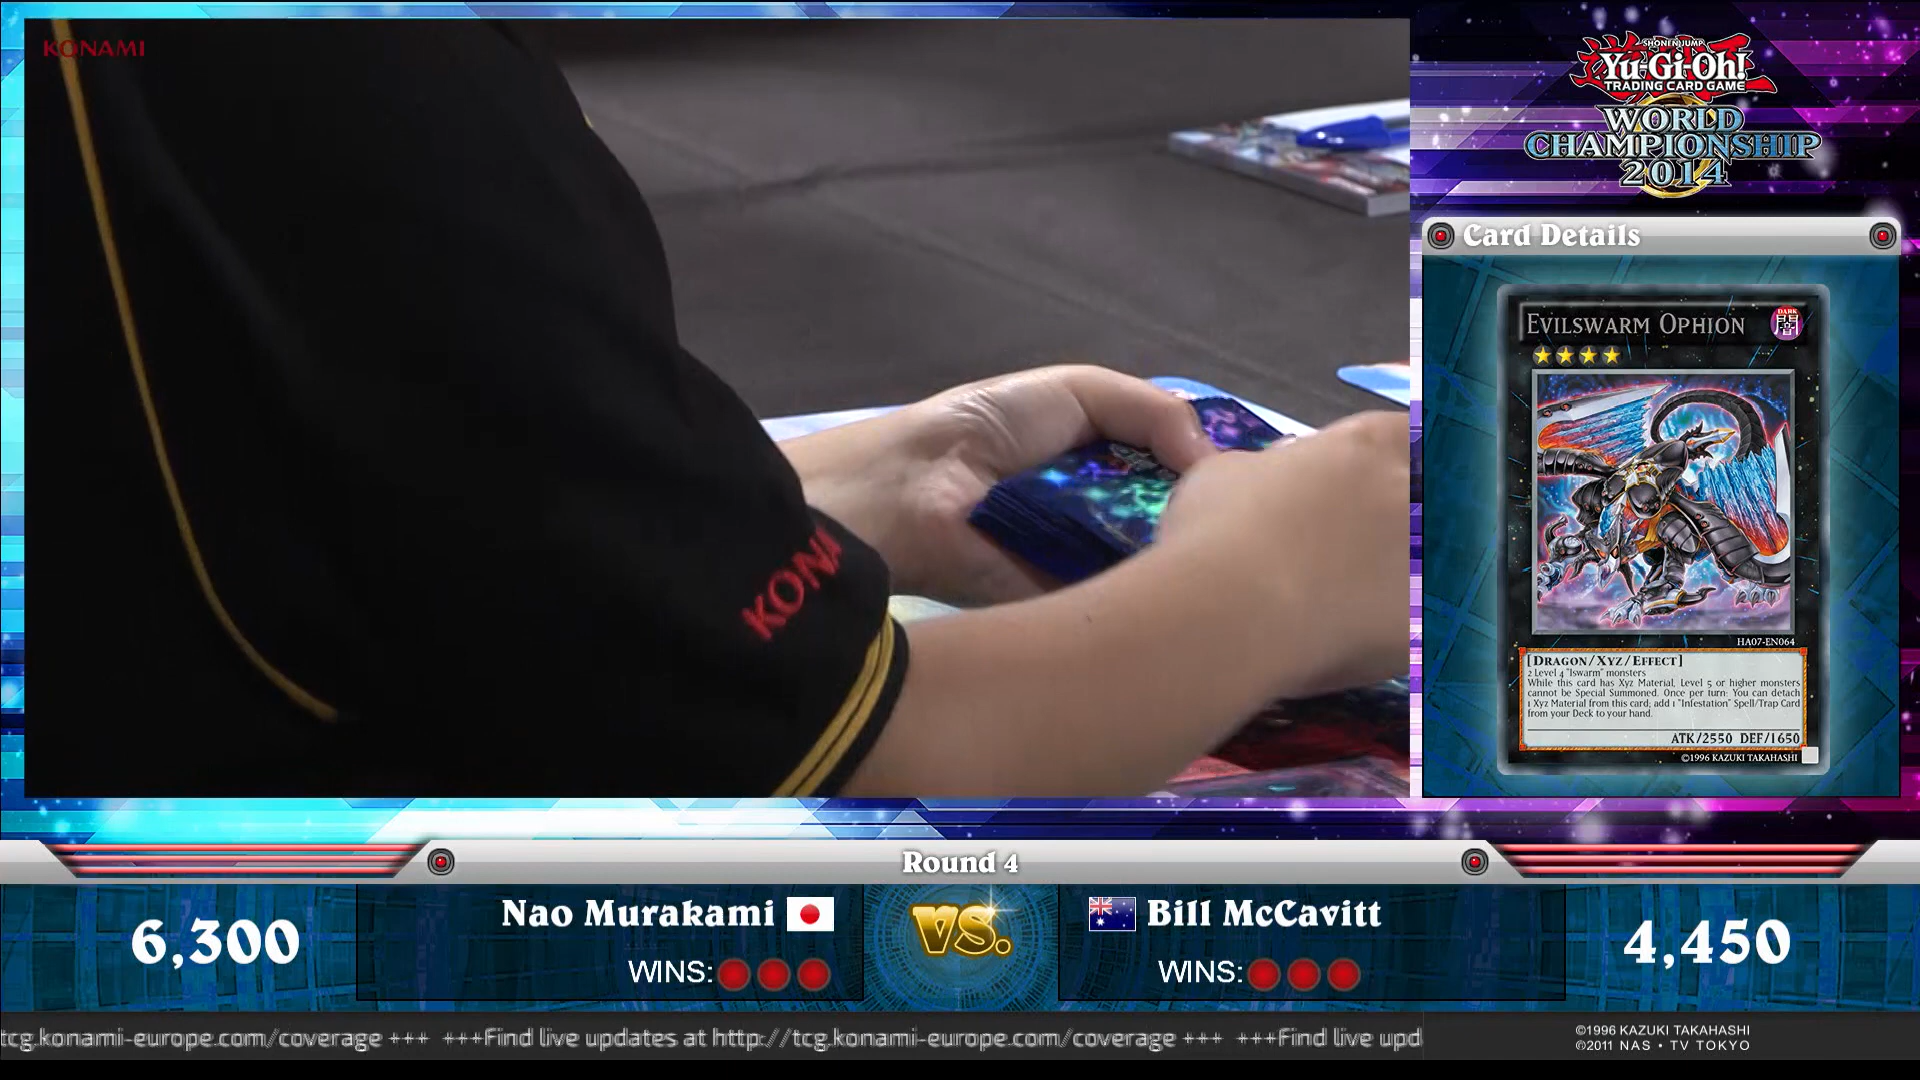 KONAMI
SHONEN JUMP
Yu-Gi-Oh!
TRADING CARD GAME
WORLD
CHAMPIONSHIP
2014
Card Details
EVILSWARM OPHION
DARK
闇
HA07-EN064
[DRAGON/XYZ/EFFECT]
2 Level 4 "lswarm" monsters
While this card has Xyz Material, Level 5 or higher monsters
cannot be Special Summoned. Once per turn: You can detach
1 Xyz Material from this card; add 1 "Infestation" Spell/Trap Card
from your Deck to your hand.
ATK/2550 DEF/1650
©1996 KAZUKI TAKAHASHI
KONA
Round 4
6,300
Nao Murakami
WINS:
VS.
Bill McCavitt
WINS:
4,450
tcg.konami-europe.com/coverage +++ +++Find live updates at http://tcg.konami-europe.com/coverage +++ +++Find live upd
©1996 KAZUKI TAKAHASHI
©2011 NAS • TV TOKYO